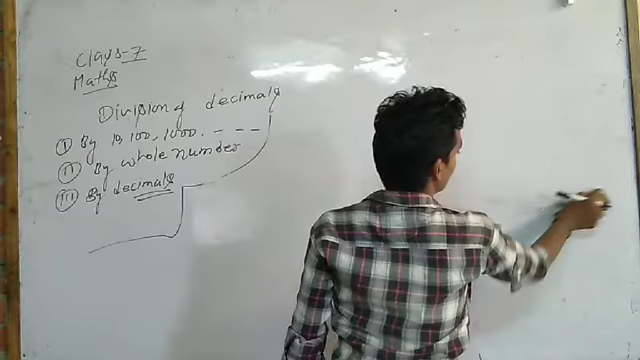 Class-7
Maths
Division of decimals
(I) By 10, 100, 1000. - - -
(II) By whole number
(III) By decimals